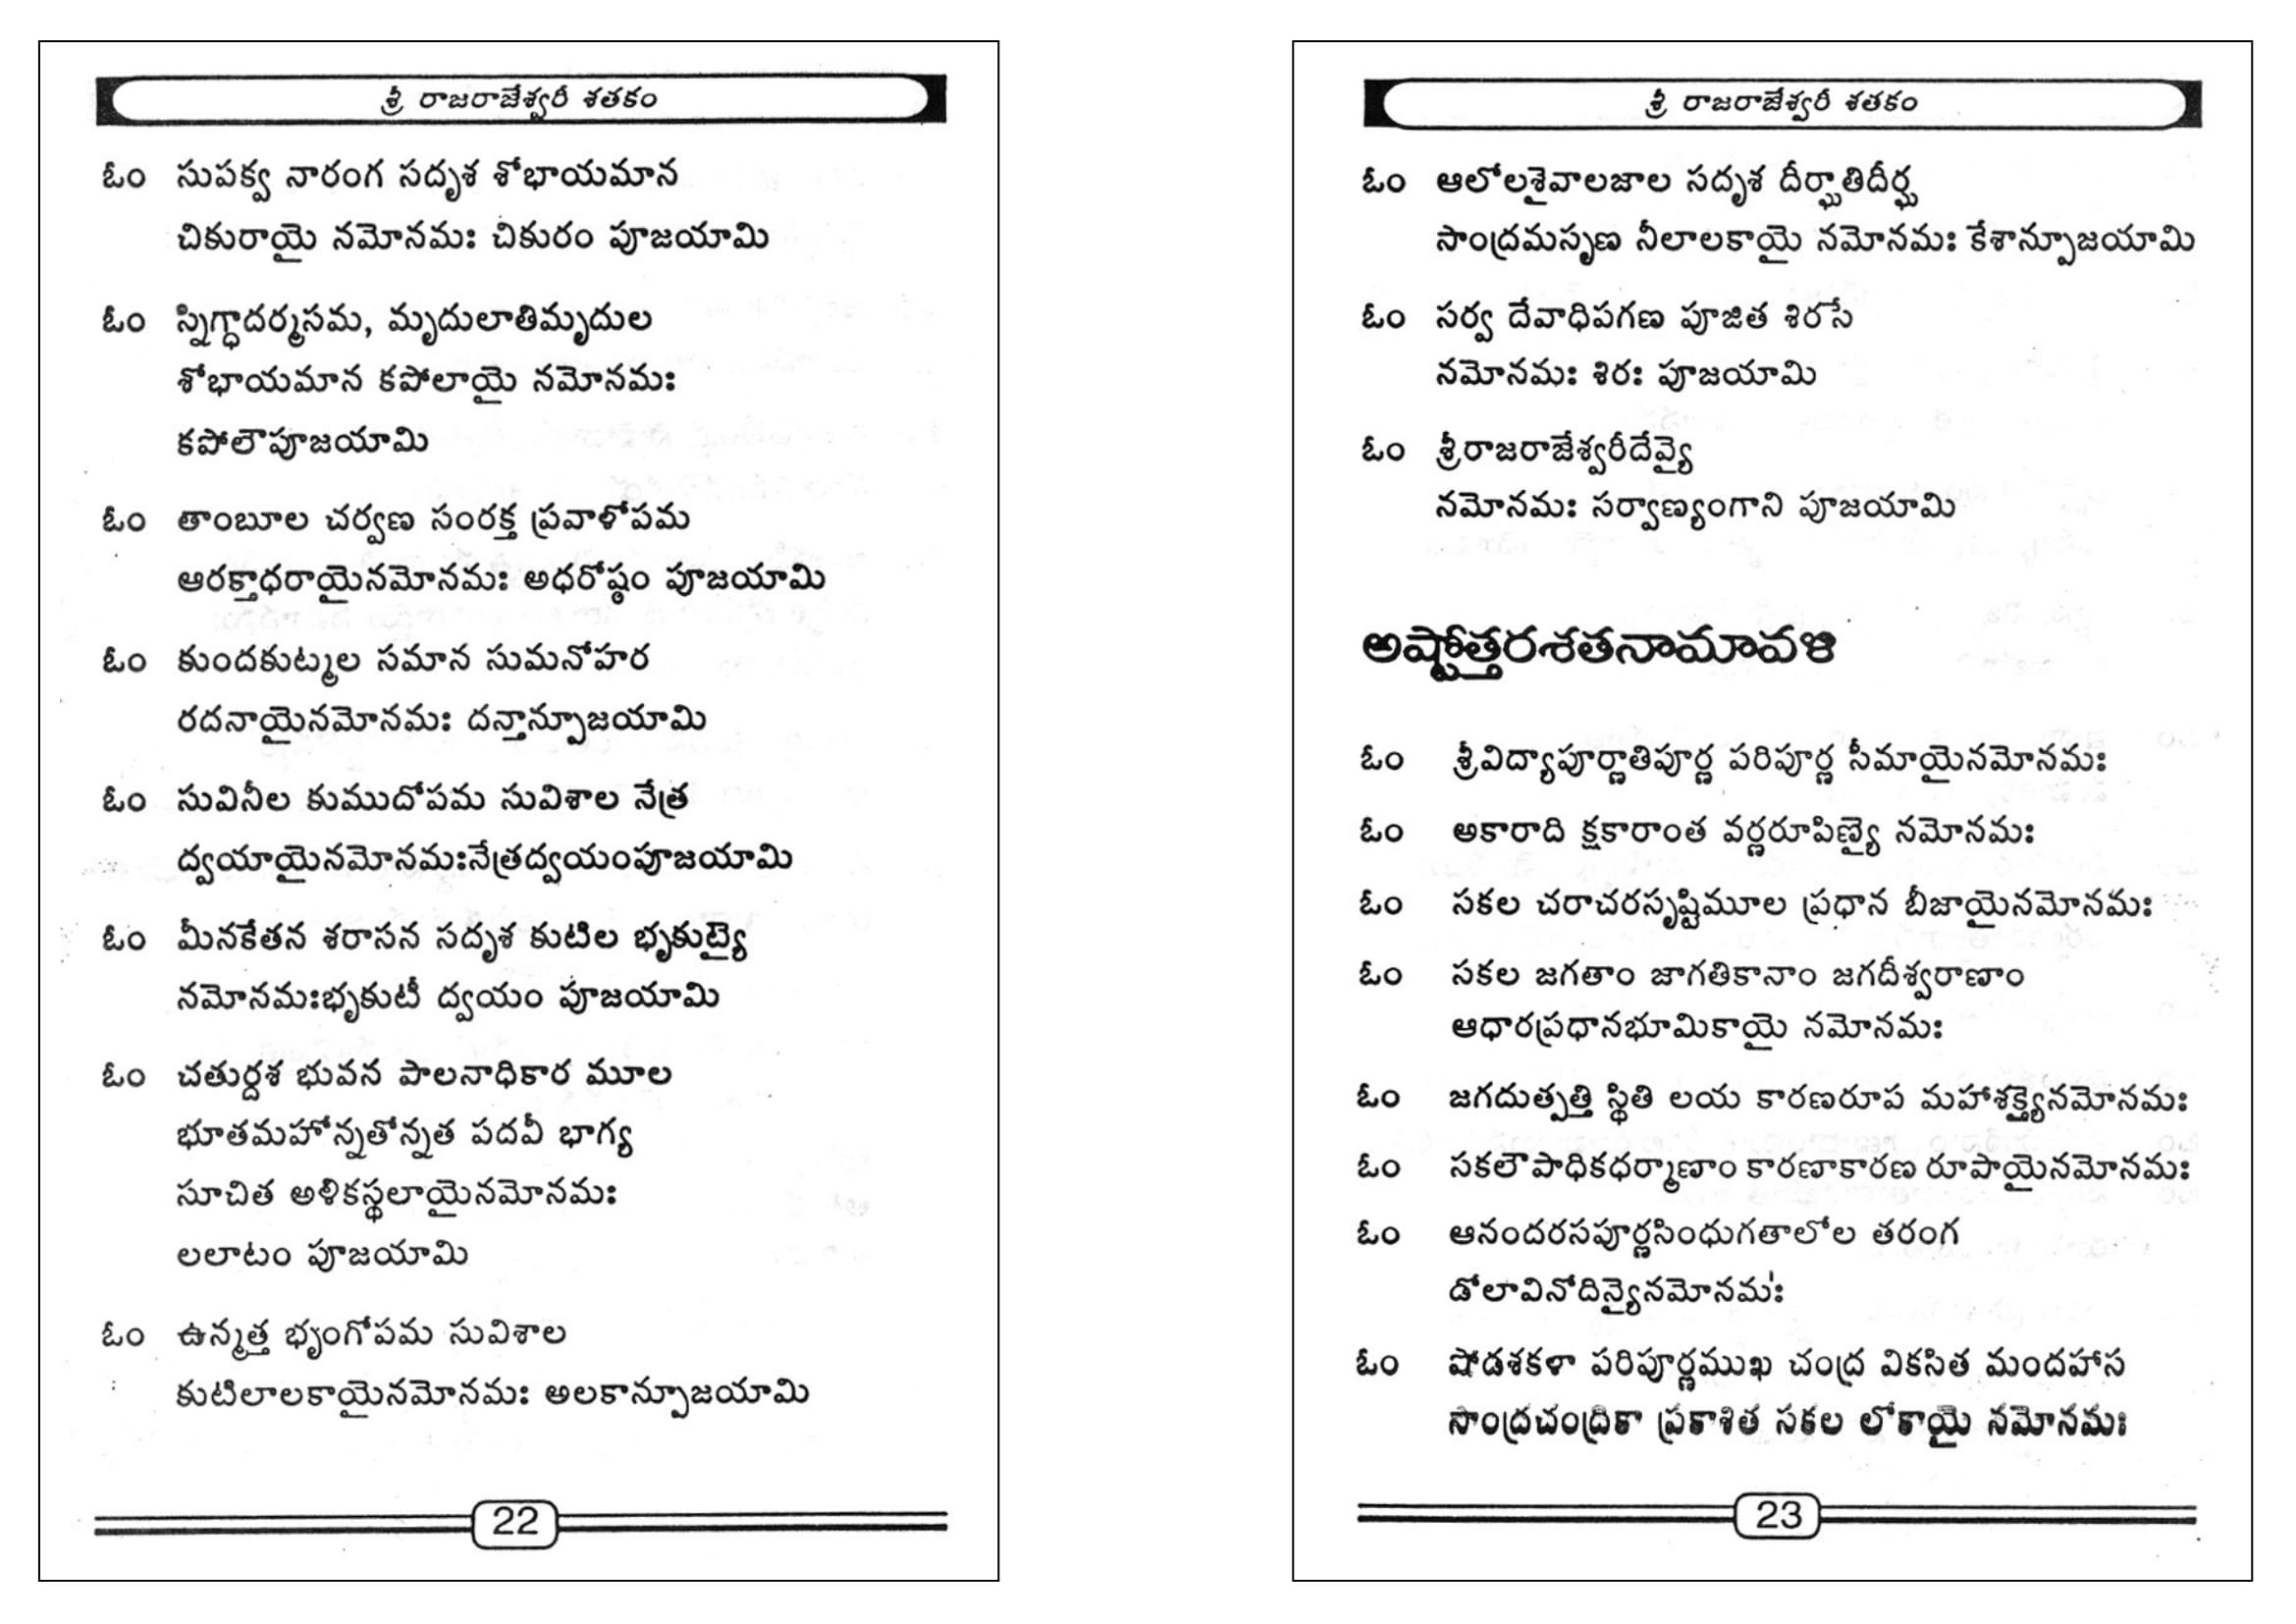 శ్రీ రాజరాజేశ్వరీ శతకం
ఓం సుపక్వ నారంగ సదృశ శోభాయమాన
చికురాయై నమోనమః చికురం పూజయామి
ఓం స్నిగ్ధాదర్మసమ, మృదులాతిమృదుల
శోభాయమాన కపోలాయై నమోనమః
కపోలౌపూజయామి
ఓం తాంబూల చర్వణ సంరక్త ప్రవాళోపమ
ఆరక్తాధరాయైనమోనమః అధరోష్ఠం పూజయామి
ఓం కుందకుట్మల సమాన సుమనోహర
రదనాయైనమోనమః దన్తాన్పూజయామి
ఓం సువినీల కుముదోపమ సువిశాల నేత్ర
ద్వయాయైనమోనమఃనేత్రద్వయంపూజయామి
ఓం మీనకేతన శరాసన సదృశ కుటిల భృకుట్యై
నమోనమఃభృకుటీ ద్వయం పూజయామి
ఓం చతుర్దశ భువన పాలనాధికార మూల
భూతమహోన్నతోన్నత పదవీ భాగ్య
సూచిత అళికస్థలాయైనమోనమః
లలాటం పూజయామి
ఓం ఉన్మత్త భృంగోపమ సువిశాల
కుటిలాలకాయైనమోనమః అలకాన్పూజయామి
22
శ్రీ రాజరాజేశ్వరీ శతకం
ఓం ఆలోలశైవాలజాల సదృశ దీర్ఘాతిదీర్ఘ
సాంద్రమసృణ నీలాలకాయై నమోనమః కేశాన్పూజయామి
ఓం సర్వ దేవాధిపగణ పూజిత శిరసే
నమోనమః శిరః పూజయామి
ఓం శ్రీరాజరాజేశ్వరీదేవ్యై
నమోనమః సర్వాణ్యంగాని పూజయామి
అష్టోత్తరశతనామావళి
ఓం శ్రీవిద్యాపూర్ణాతిపూర్ణ పరిపూర్ణ సీమాయైనమోనమః
ఓం అకారాది క్షకారాంత వర్ణరూపిణ్యై నమోనమః
ఓం సకల చరాచరసృష్టిమూల ప్రధాన బీజాయైనమోనమః
ఓం సకల జగతాం జాగతికానాం జగదీశ్వరాణాం
ఆధారప్రధానభూమికాయై నమోనమః
ఓం జగదుత్పత్తి స్థితి లయ కారణరూప మహాశక్త్యైనమోనమః
ఓం సకలౌపాధికధర్మాణాం కారణాకారణ రూపాయైనమోనమః
ఓం ఆనందరసపూర్ణసింధుగతాలోల తరంగ
డోలావినోదిన్యైనమోనమః
ఓం షోడశకళా పరిపూర్ణముఖ చంద్ర వికసిత మందహాస
సాంద్రచంద్రికా ప్రకాశిత సకల లోకాయై నమోనమః
23